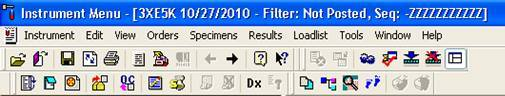 Instrument Menu - [3XE5K 10/27/2010 - Filter: Not Posted, Seq: -ZZZZZZZZZZZ]
Instrument Edit View Orders Specimens Results Loadlist Tools Window Help
QC Dx